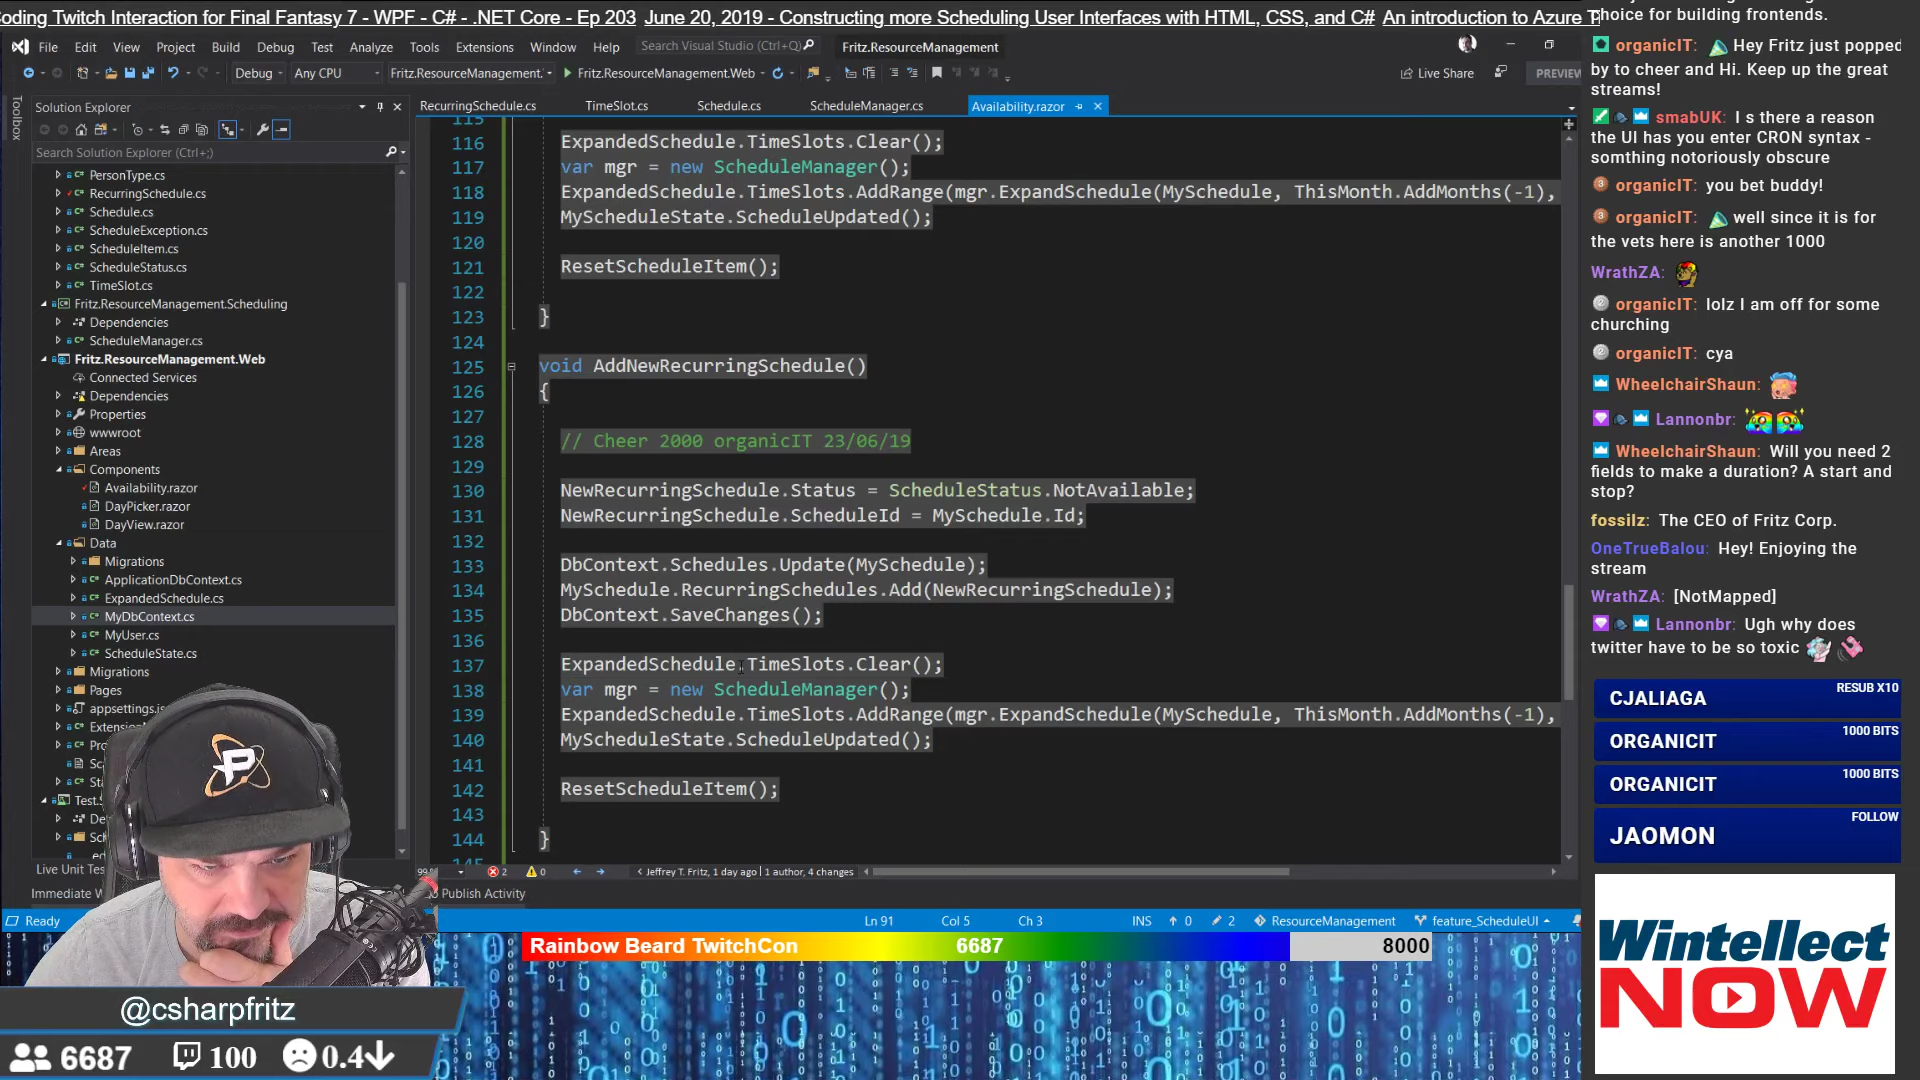 oding Twitch Interaction for Final Fantasy 7 - WPF - C# - .NET Core - Ep 203 June 20, 2019 - Constructing more Scheduling User Interfaces with HTML, CSS, and C# An introduction to Azure
File Edit View Project Build Debug Test Analyze Tools Extensions Window Help Search Visual Studio (Ctrl+Q) Fritz.ResourceManagement
Debug Any CPU Fritz.ResourceManagement. Fritz.ResourceManagement.Web Live Share PREVIEW
Toolbox
Solution Explorer
Search Solution Explorer (Ctrl+;)
PersonType.cs
RecurringSchedule.cs
Schedule.cs
ScheduleException.cs
ScheduleItem.cs
ScheduleStatus.cs
TimeSlot.cs
Fritz.ResourceManagement.Scheduling
Dependencies
ScheduleManager.cs
Fritz.ResourceManagement.Web
Connected Services
Dependencies
Properties
wwwroot
Areas
Components
Availability.razor
DayPicker.razor
DayView.razor
Data
Migrations
ApplicationDbContext.cs
ExpandedSchedule.cs
MyDbContext.cs
MyUser.cs
ScheduleState.cs
Migrations
Pages
appsettings.js
Extension
Pro
Sc
Sta
Test.S
De
Sch
Live Unit Tes
Immediate W
RecurringSchedule.cs TimeSlot.cs Schedule.cs ScheduleManager.cs Availability.razor
115
116 ExpandedSchedule.TimeSlots.Clear();
117 var mgr = new ScheduleManager();
118 ExpandedSchedule.TimeSlots.AddRange(mgr.ExpandSchedule(MySchedule, ThisMonth.AddMonths(-1),
119 MyScheduleState.ScheduleUpdated();
120
121 ResetScheduleItem();
122
123 }
124
125 void AddNewRecurringSchedule()
126 {
127
128 // Cheer 2000 organicIT 23/06/19
129
130 NewRecurringSchedule.Status = ScheduleStatus.NotAvailable;
131 NewRecurringSchedule.ScheduleId = MySchedule.Id;
132
133 DbContext.Schedules.Update(MySchedule);
134 MySchedule.RecurringSchedules.Add(NewRecurringSchedule);
135 DbContext.SaveChanges();
136
137 ExpandedSchedule.TimeSlots.Clear();
138 var mgr = new ScheduleManager();
139 ExpandedSchedule.TimeSlots.AddRange(mgr.ExpandSchedule(MySchedule, ThisMonth.AddMonths(-1),
140 MyScheduleState.ScheduleUpdated();
141
142 ResetScheduleItem();
143
144 }
2 0 Jeffrey T. Fritz, 1 day ago | 1 author, 4 changes
Publish Activity
Ready Ln 91 Col 5 Ch 3 INS 0 2 ResourceManagement feature_ScheduleUI
Rainbow Beard TwitchCon 6687 8000
@csharpfritz
6687 100 0.4
choice for building frontends.
organicIT: Hey Fritz just popped
by to cheer and Hi. Keep up the great
streams!
smabUK: I s there a reason
the UI has you enter CRON syntax -
somthing notoriously obscure
organicIT: you bet buddy!
organicIT: well since it is for
the vets here is another 1000
WrathZA:
organicIT: lolz I am off for some
churching
organicIT: cya
WheelchairShaun:
Lannonbr:
WheelchairShaun: Will you need 2
fields to make a duration? A start and
stop?
fossilz: The CEO of Fritz Corp.
OneTrueBalou: Hey! Enjoying the
stream
WrathZA: [NotMapped]
Lannonbr: Ugh why does
twitter have to be so toxic
CJALIAGA RESUB X10
ORGANICIT 1000 BITS
ORGANICIT 1000 BITS
JAOMON FOLLOW
Wintellect
NOW